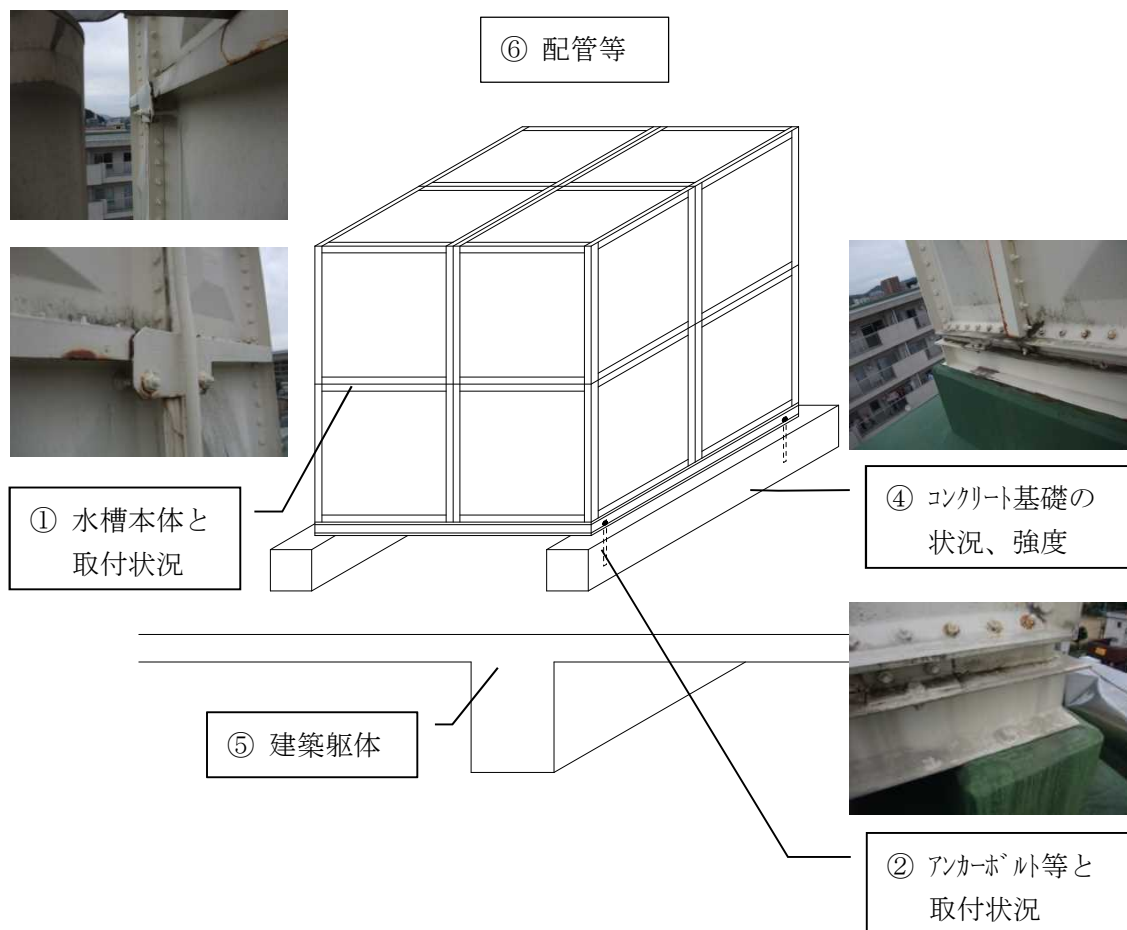 ⑥ 配管等
① 水槽本体と
取付状況
④ ｺﾝｸﾘｰﾄ基礎の
状況、強度
⑤ 建築躯体
② ｱﾝｶｰﾎﾞﾙﾄ等と
取付状況